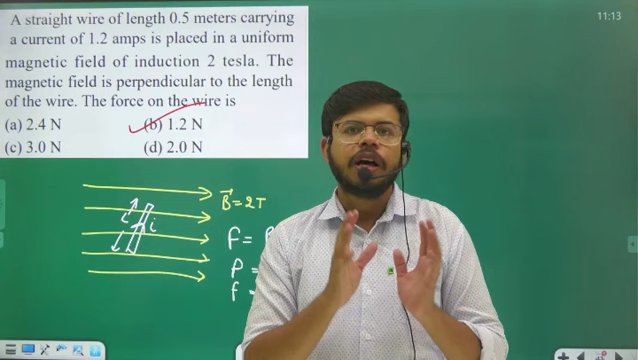 A straight wire of length 0.5 meters carrying
a current of 1.2 amps is placed in a uniform
magnetic field of induction 2 tesla. The
magnetic field is perpendicular to the length
of the wire. The force on the wire is
(a) 2.4 N (b) 1.2 N
(c) 3.0 N (d) 2.0 N
11:13
B⃗ = 2T
i
F =
P =
f =